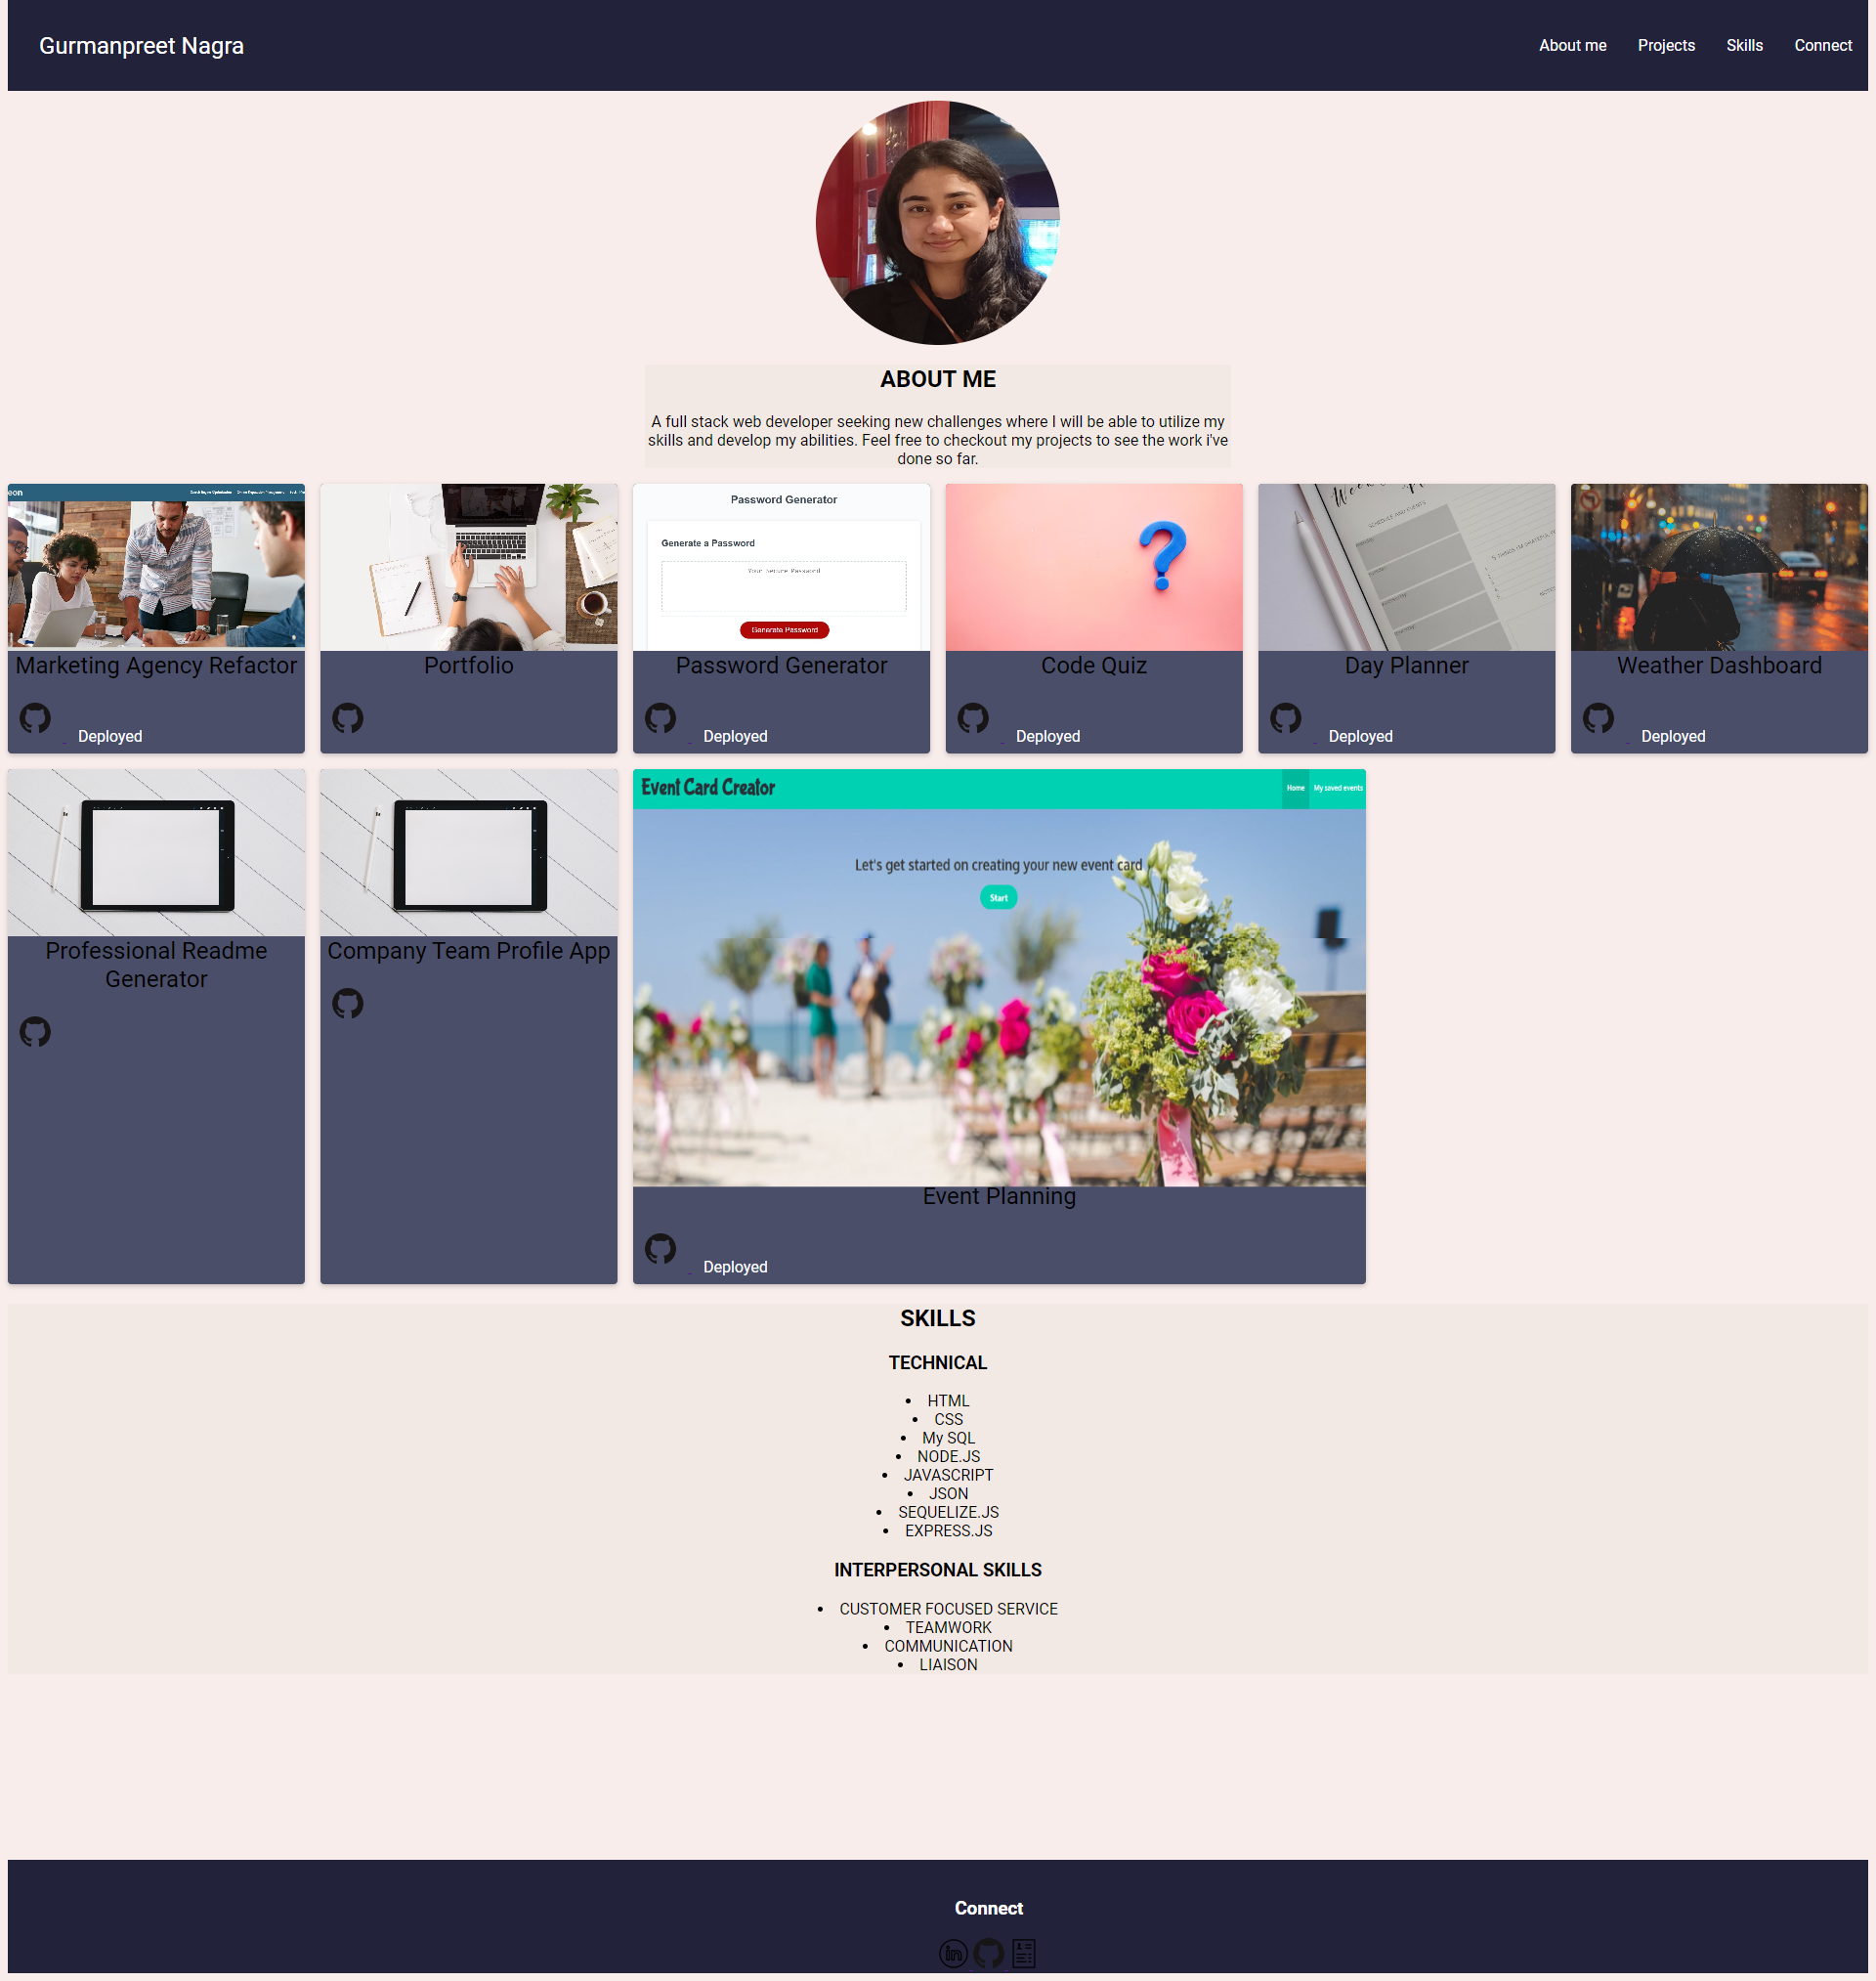 Gurmanpreet Nagra
About me Projects Skills Connect
ABOUT ME
A full stack web developer seeking new challenges where I will be able to utilize my
skills and develop my abilities. Feel free to checkout my projects to see the work i've
done so far.
eon
Password Generator
Generate a Password
Your Secure Password
Generate Password
SCHEDULE AND EVENTS
Marketing Agency Refactor
Portfolio
Password Generator
Code Quiz
Day Planner
Weather Dashboard
Deployed
Deployed
Deployed
Deployed
Deployed
Event Card Creator
Home My saved events
Let's get started on creating your new event card
Start
Professional Readme
Generator
Company Team Profile App
Event Planning
Deployed
SKILLS
TECHNICAL
• HTML
• CSS
• My SQL
• NODE.JS
• JAVASCRIPT
• JSON
• SEQUELIZE.JS
• EXPRESS.JS
INTERPERSONAL SKILLS
• CUSTOMER FOCUSED SERVICE
• TEAMWORK
• COMMUNICATION
• LIAISON
Connect
in